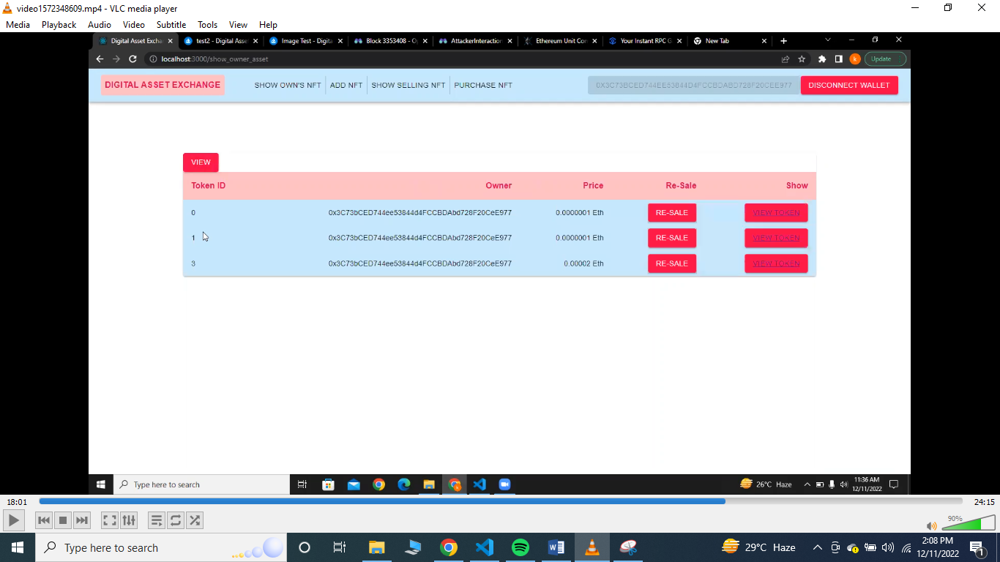 video1572348609.mp4 - VLC media player
Media Playback Audio Video Subtitle Tools View Help
Digital Asset Excha test2 - Digital Asse Image Test - Digita Block 3353408 - Op AttackerInteraction Ethereum Unit Con Your Instant RPC G New Tab
localhost:3000/show_owner_asset Update
DIGITAL ASSET EXCHANGE SHOW OWN'S NFT ADD NFT SHOW SELLING NFT PURCHASE NFT 0X3C73BCED744EE53844D4FCCBDABD728F20CEE977 DISCONNECT WALLET
VIEW
Token ID Owner Price Re-Sale Show
0 0x3C73bCED744ee53844d4FCCBDAbd728F20CeE977 0.0000001 Eth RE-SALE VIEW TOKEN
1 0x3C73bCED744ee53844d4FCCBDAbd728F20CeE977 0.0000001 Eth RE-SALE VIEW TOKEN
3 0x3C73bCED744ee53844d4FCCBDAbd728F20CeE977 0.00002 Eth RE-SALE VIEW TOKEN
Type here to search 26°C Haze 11:36 AM
12/11/2022
18:01 24:15
90%
Type here to search 29°C Haze 2:08 PM
12/11/2022 1